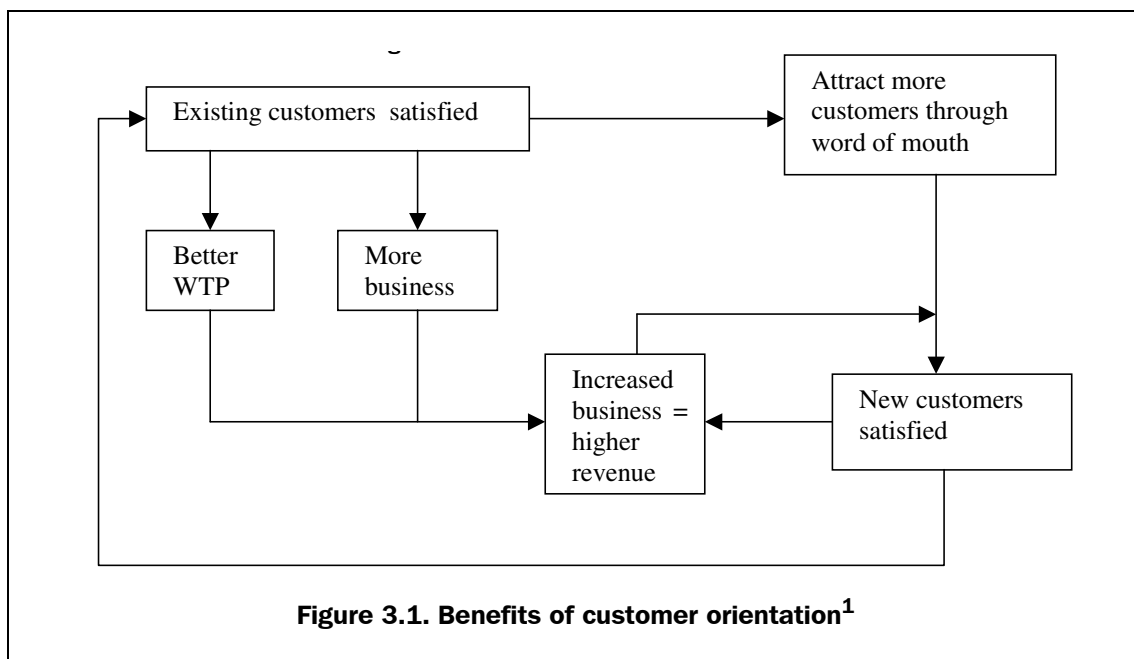 Existing customers satisfied
Attract more
customers through
word of mouth
Better
WTP
More
business
Increased
business =
higher
revenue
New customers
satisfied
Figure 3.1. Benefits of customer orientation1